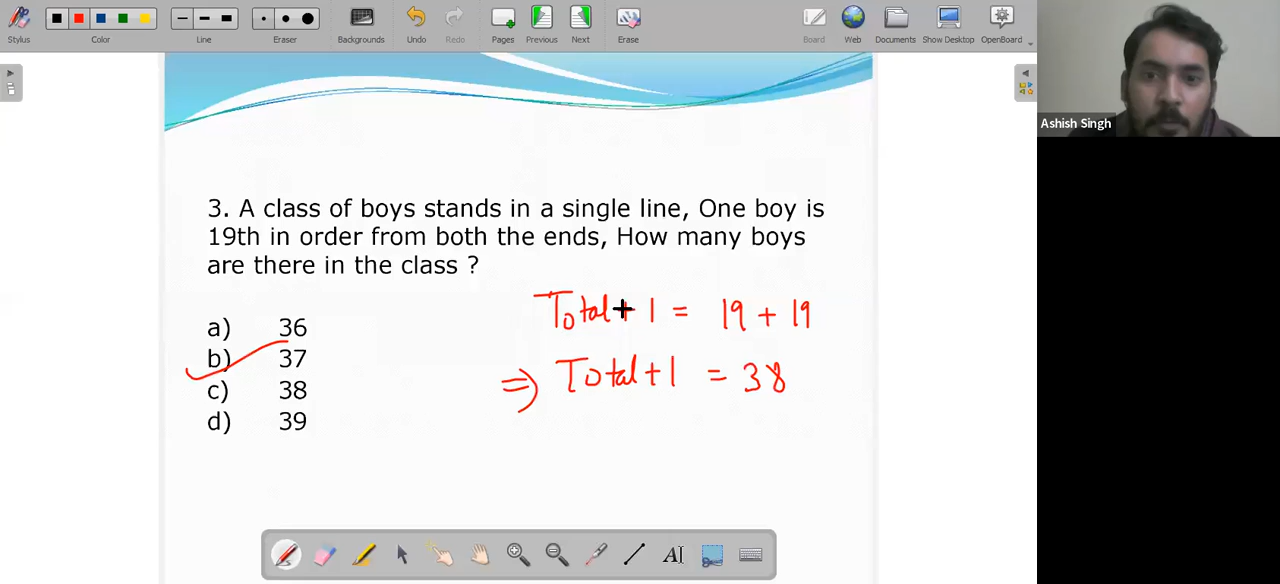 Stylus Color Line Eraser Backgrounds Undo Redo Pages Previous Next Erase Board Web Documents Show Desktop OpenBoard
Ashish Singh
3. A class of boys stands in a single line, One boy is
19th in order from both the ends, How many boys
are there in the class ?
Total + 1 = 19 + 19
a) 36
b) 37
⇒ Total + 1 = 38
c) 38
d) 39